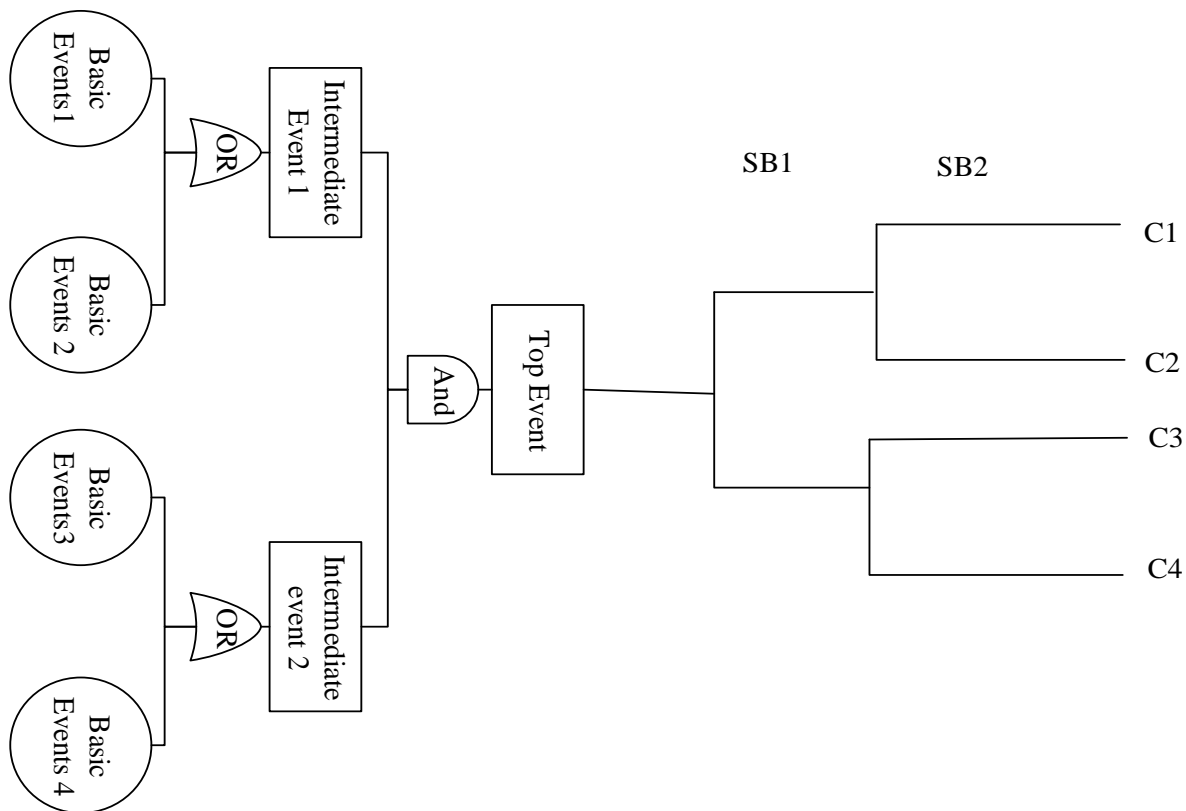 Basic
Events1
OR
Intermediate
Event 1
Basic
Events 2
And
Top Event
Basic
Events3
OR
Intermediate
event 2
Basic
Events 4
SB1
SB2
C1
C2
C3
C4